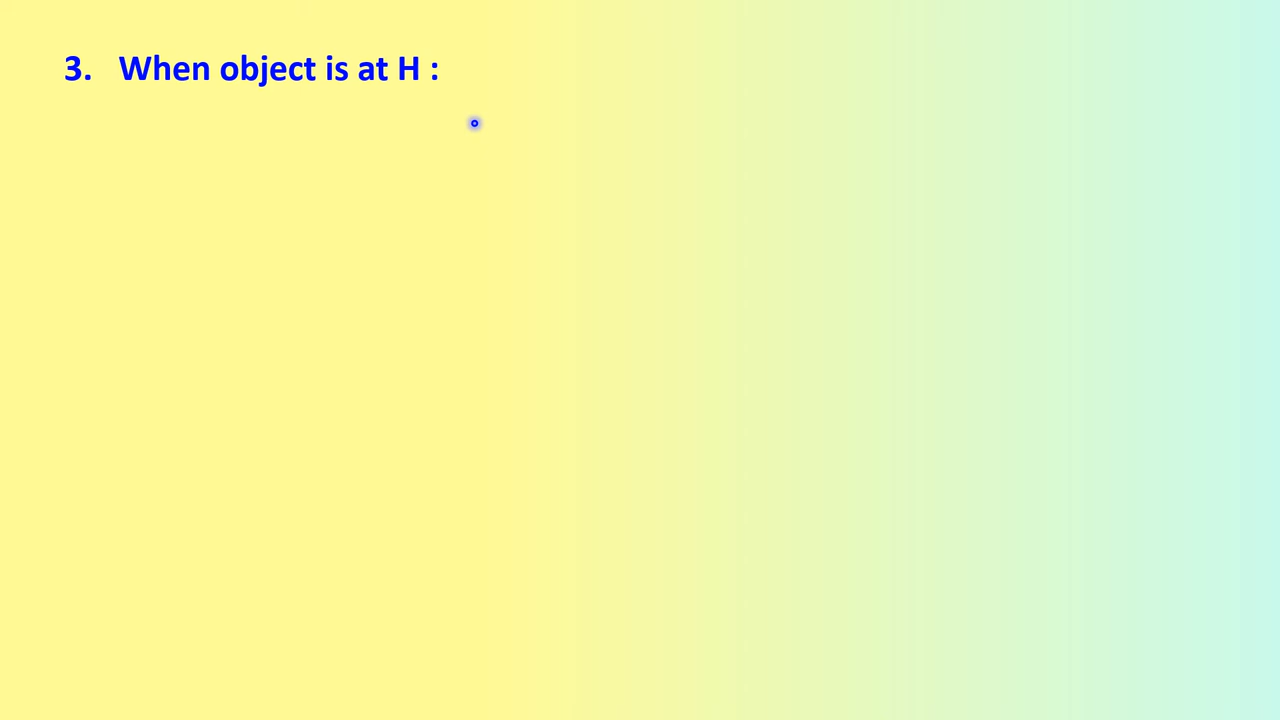 3. When object is at H :